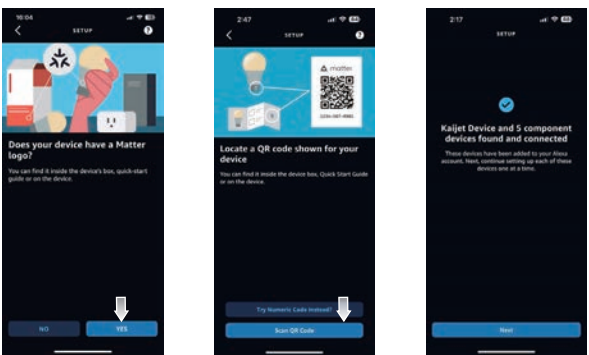 16:04
SETUP
?
Does your device have a Matter
logo?
You can find it inside the device's box, quick-start
guide or on the device.
NO
YES
2:47
SETUP
?
matter
Locate a QR code shown for your
device
You can find it inside the device box, Quick Start Guide
or on the device.
Try Numeric Code Instead?
Scan QR Code
2:17
SETUP
Kaijet Device and 5 component
devices found and connected
These devices have been added to your Alexa
account. Next, continue setting up each of these
devices one at a time.
Next